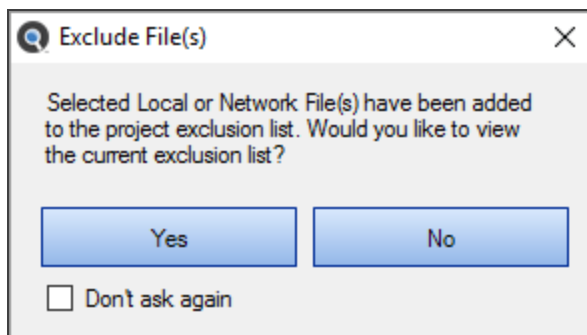 Exclude File(s)
Selected Local or Network File(s) have been added
to the project exclusion list. Would you like to view
the current exclusion list?
Yes
No
Don't ask again